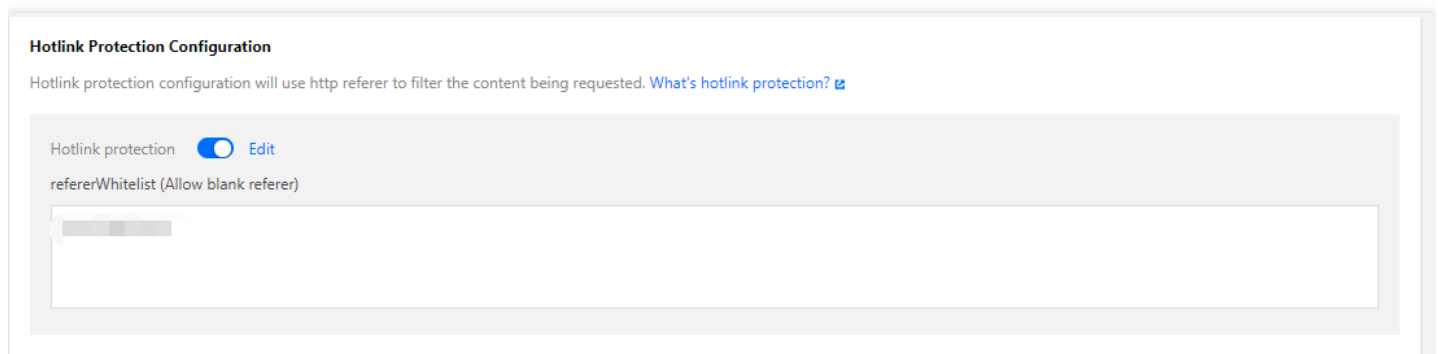 Hotlink Protection Configuration
Hotlink protection configuration will use http referer to filter the content being requested. What's hotlink protection?
Hotlink protection Edit
refererWhitelist (Allow blank referer)